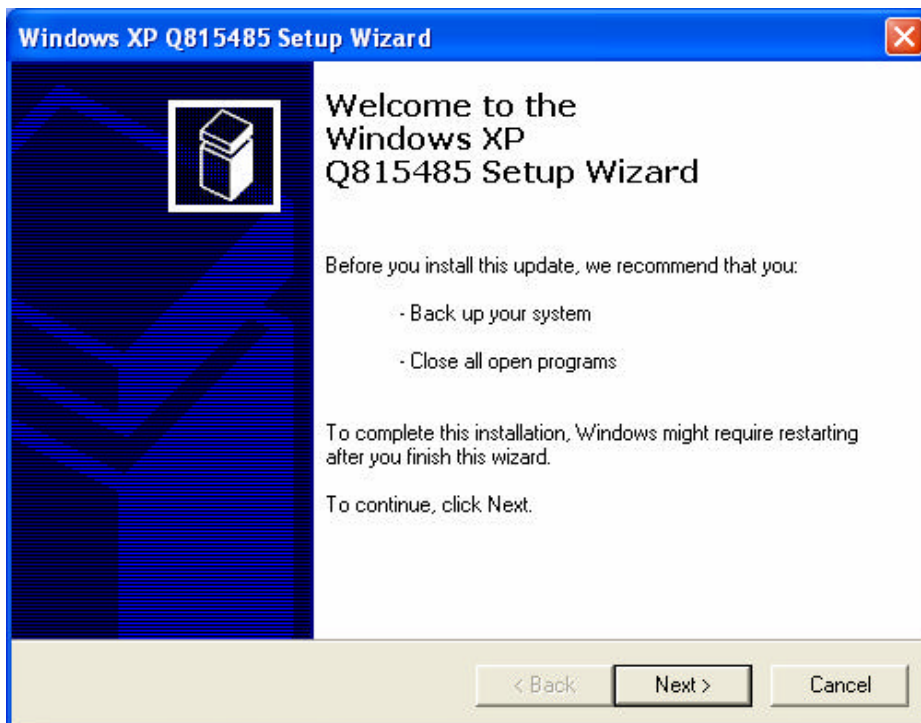 Windows XP Q815485 Setup Wizard
Welcome to the
Windows XP
Q815485 Setup Wizard
Before you install this update, we recommend that you:
- Back up your system
- Close all open programs
To complete this installation, Windows might require restarting
after you finish this wizard.
To continue, click Next.
< Back
Next >
Cancel